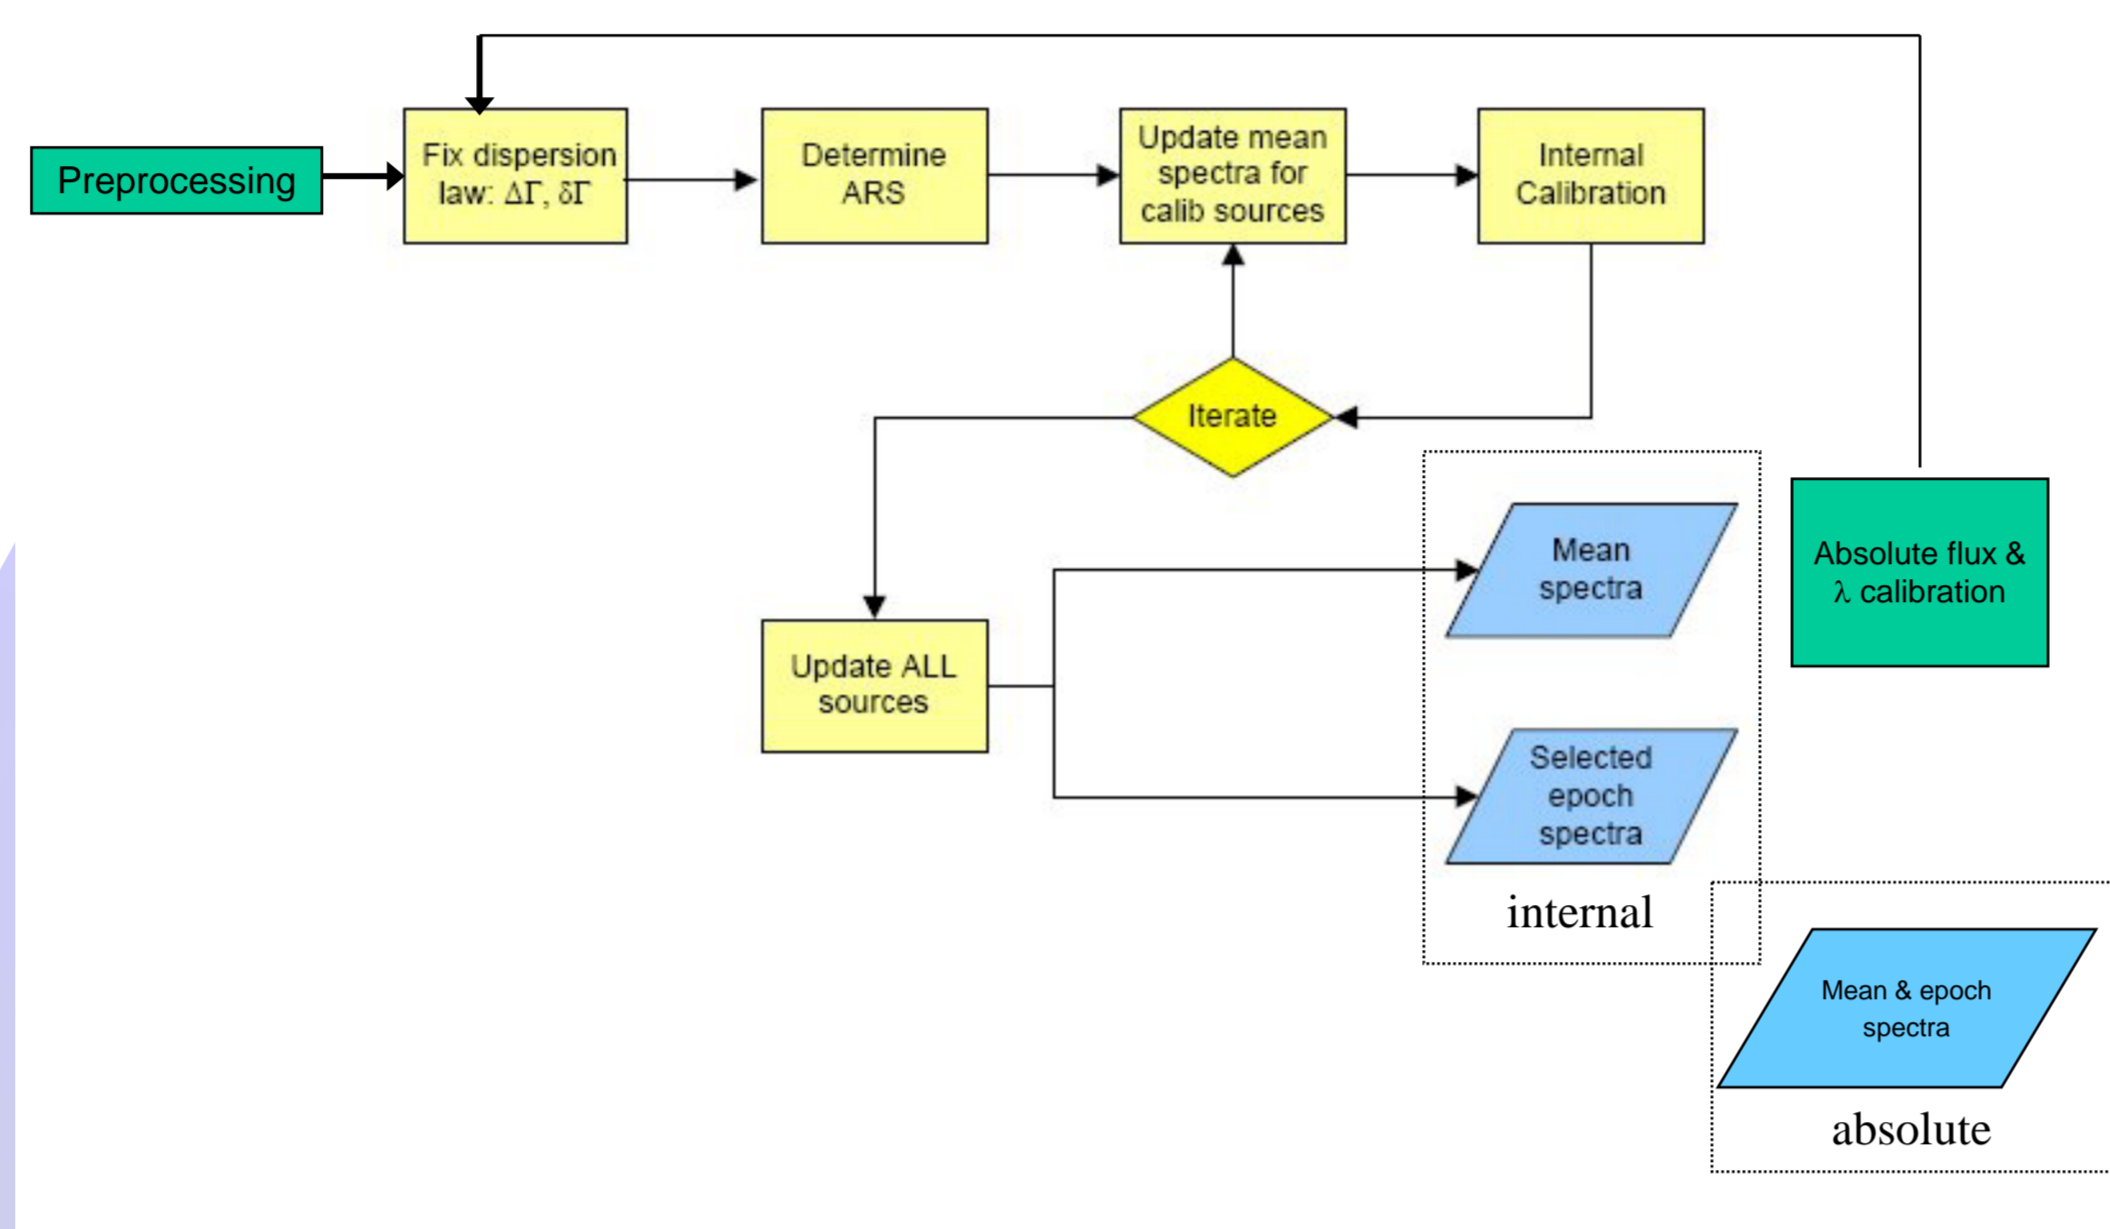 Preprocessing
Fix dispersion
law: ΔΓ, δΓ
Determine
ARS
Update mean
spectra for
calib sources
Internal
Calibration
Iterate
Update ALL
sources
Mean
spectra
Selected
epoch
spectra
internal
Absolute flux &
λ calibration
Mean & epoch
spectra
absolute